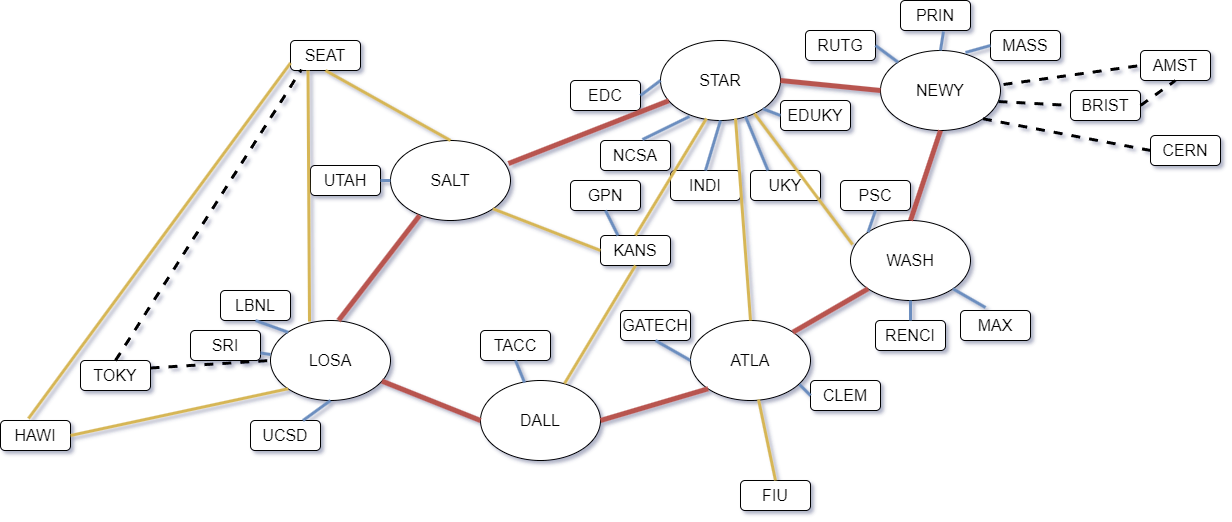 PRIN
RUTG
MASS
SEAT
STAR
NEWY
AMST
EDC
BRIST
EDUKY
NCSA
CERN
UTAH
SALT
INDI
UKY
GPN
PSC
KANS
WASH
LBNL
GATECH
RENCI
MAX
SRI
TACC
LOSA
ATLA
TOKY
CLEM
DALL
HAWI
UCSD
FIU